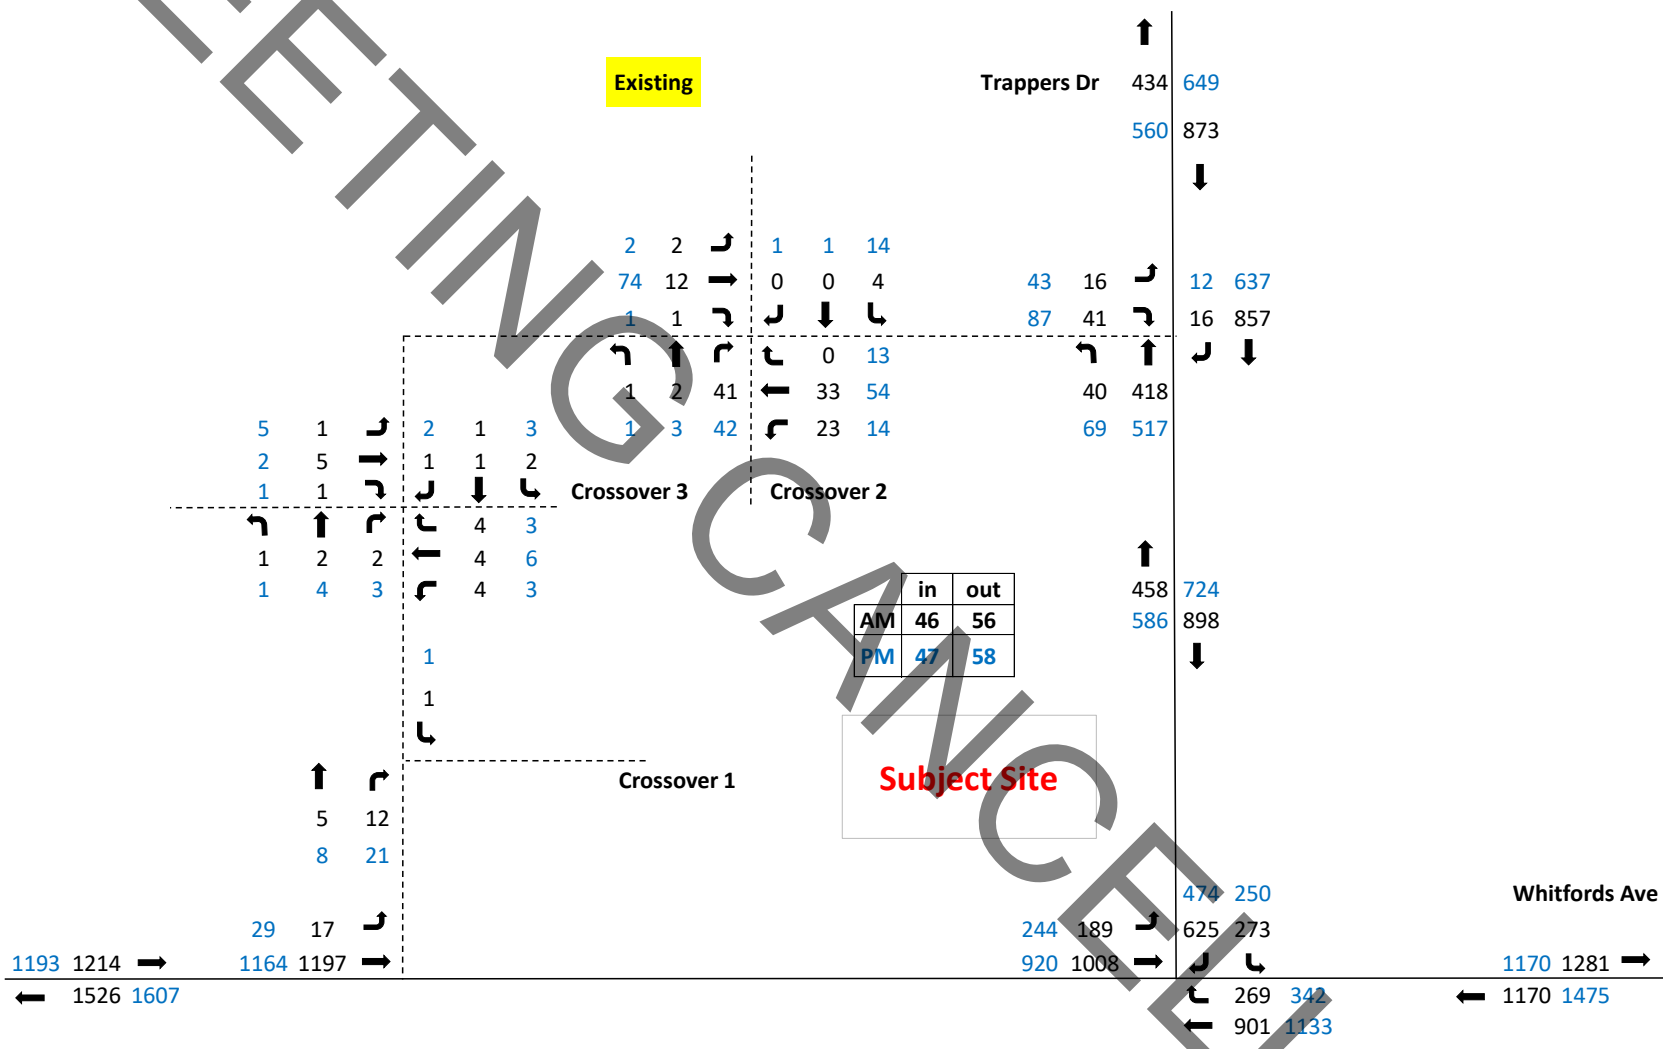 Existing
Trappers Dr 434 649
560 873
2 2 1 1 14
74 12 0 0 4 43 16 12 637
1 1 87 41 16 857
0 13
1 2 41 33 54 40 418
5 1 2 1 3 1 3 42 23 14 69 517
2 5 1 1 2
1 1 Crossover 3 Crossover 2
4 3
1 2 2 4 6
1 4 3 4 3
in out 458 724
AM 46 56 586 898
1 PM 47 58
1
Crossover 1 Subject Site
5 12
8 21
474 250 Whitfords Ave
29 17 244 189 625 273
1193 1214 1164 1197 920 1008 1170 1281
1526 1607 269 342 1170 1475
901 1133
EETING CANCELL